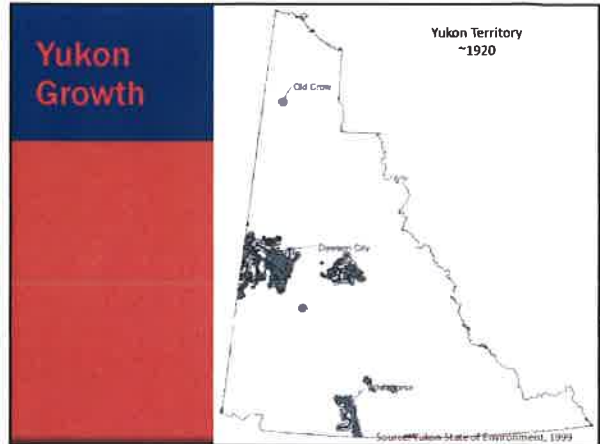 Yukon
Growth
Yukon Territory
~1920
Old Crow
Dawson City
Whitehorse
Source: Yukon State of Environment, 1999